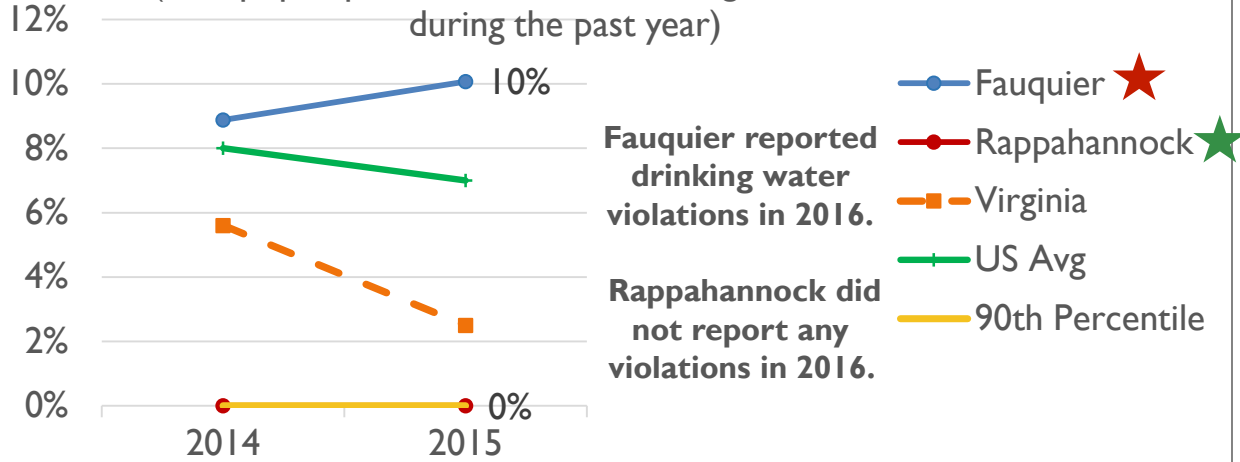 during the past year)
12%
10%
8%
6%
4%
2%
0%
10%
0%
2014
2015
Fauquier reported
drinking water
violations in 2016.
Rappahannock did
not report any
violations in 2016.
Fauquier
Rappahannock
Virginia
US Avg
90th Percentile